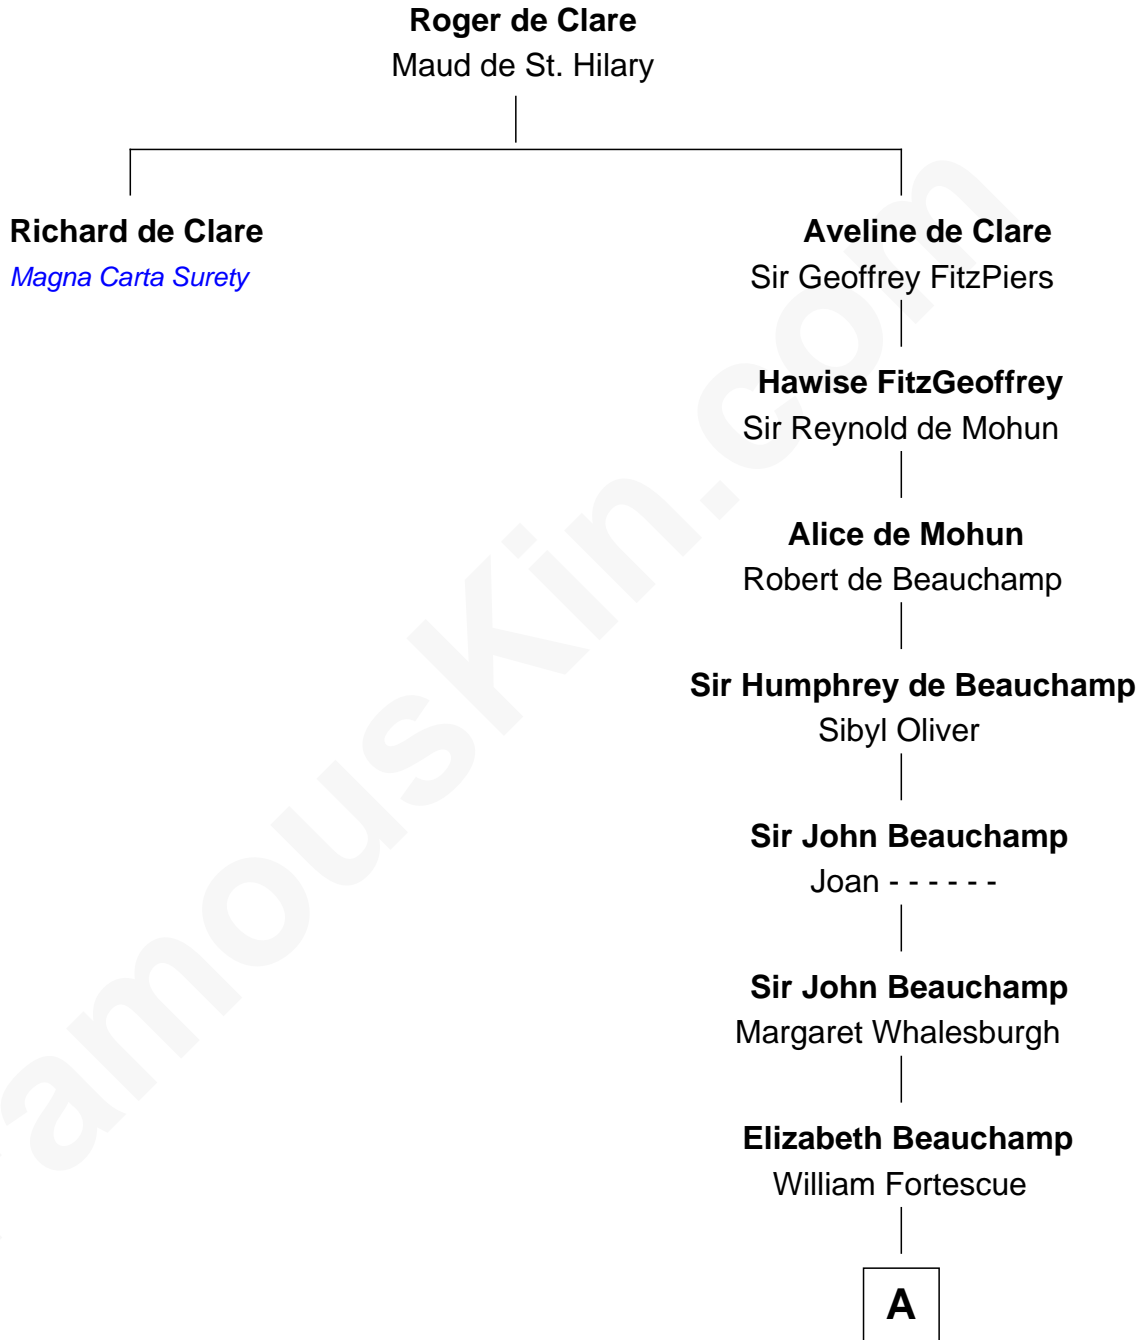 Roger de Clare
Maud de St. Hilary
Richard de Clare
Magna Carta Surety
Aveline de Clare
Sir Geoffrey FitzPiers
Hawise FitzGeoffrey
Sir Reynold de Mohun
Alice de Mohun
Robert de Beauchamp
Sir Humphrey de Beauchamp
Sibyl Oliver
Sir John Beauchamp
Joan - - - - - -
Sir John Beauchamp
Margaret Whalesburgh
Elizabeth Beauchamp
William Fortescue
A
amouskin.com